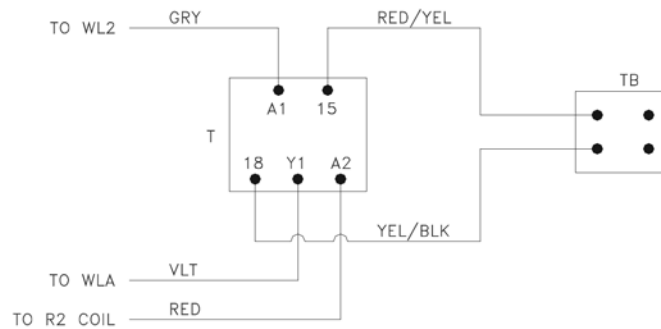 TO WL2
GRY
RED/YEL
TB
A1
15
T
18
Y1
A2
YEL/BLK
TO WLA
VLT
TO R2 COIL
RED